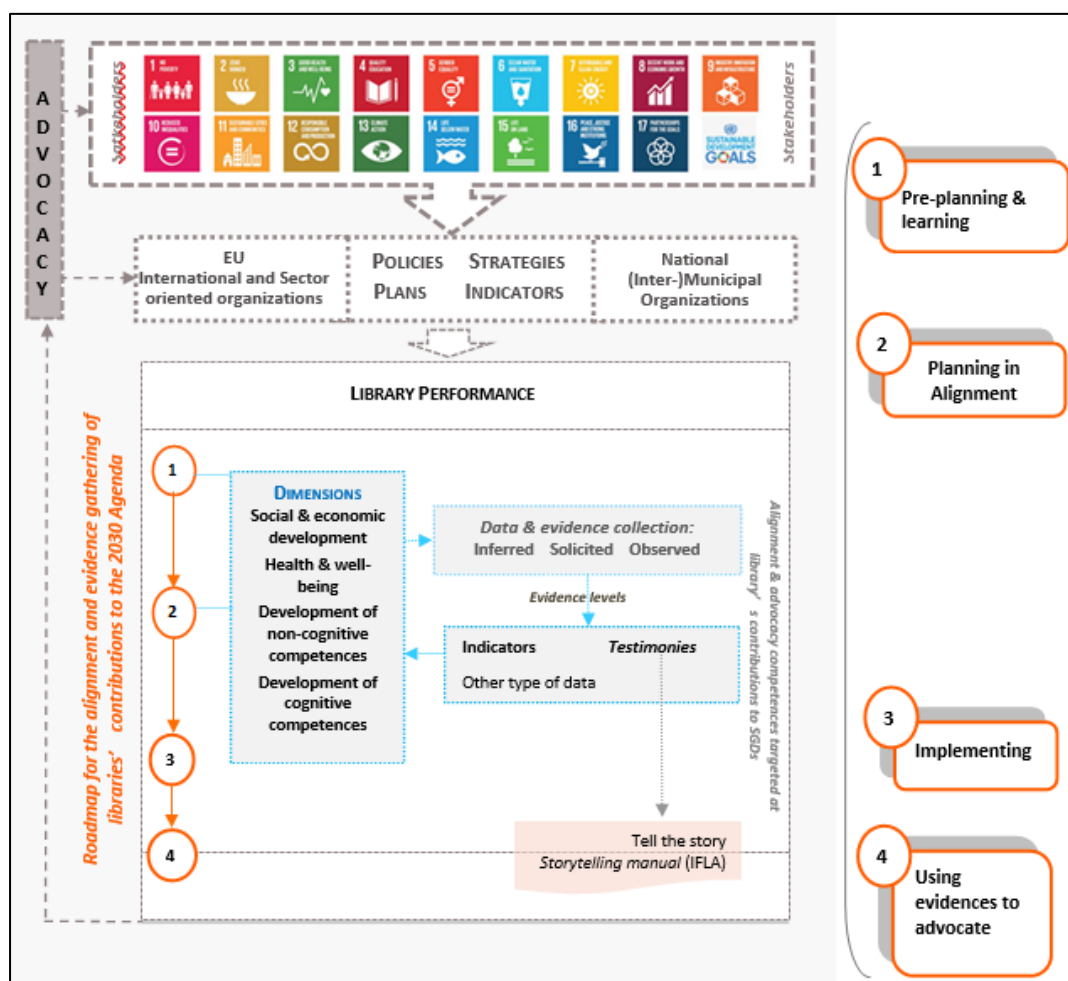 ADVOCACY
Satkeholders
1 NO POVERTY
2 ZERO HUNGER
3 GOOD HEALTH AND WELL-BEING
4 QUALITY EDUCATION
5 GENDER EQUALITY
6 CLEAN WATER AND SANITATION
7 AFFORDABLE AND CLEAN ENERGY
8 DECENT WORK AND ECONOMIC GROWTH
9 INDUSTRY, INNOVATION AND INFRASTRUCTURE
10 REDUCED INEQUALITIES
11 SUSTAINABLE CITIES AND COMMUNITIES
12 RESPONSIBLE CONSUMPTION AND PRODUCTION
13 CLIMATE ACTION
14 LIFE BELOW WATER
15 LIFE ON LAND
16 PEACE, JUSTICE AND STRONG INSTITUTIONS
17 PARTNERSHIPS FOR THE GOALS
SUSTAINABLE
DEVELOPMENT
GOALS
Stakeholders
EU
International and Sector
oriented organizations
POLICIES STRATEGIES
PLANS INDICATORS
National
(Inter-)Municipal
Organizations
LIBRARY PERFORMANCE
Roadmap for the alignment and evidence gathering of
libraries’ contributions to the 2030 Agenda
1
2
3
4
DIMENSIONS
Social & economic
development
Health & well-
being
Development of
non-cognitive
competences
Development of
cognitive
competences
Data & evidence collection:
Inferred Solicited Observed
Evidence levels
Indicators Testimonies
Other type of data
Alignment & advocacy competences targeted at
library’ s contributions to SGDs
Tell the story
Storytelling manual (IFLA)
1
Pre-planning &
learning
2
Planning in
Alignment
3
Implementing
4
Using
evidences to
advocate